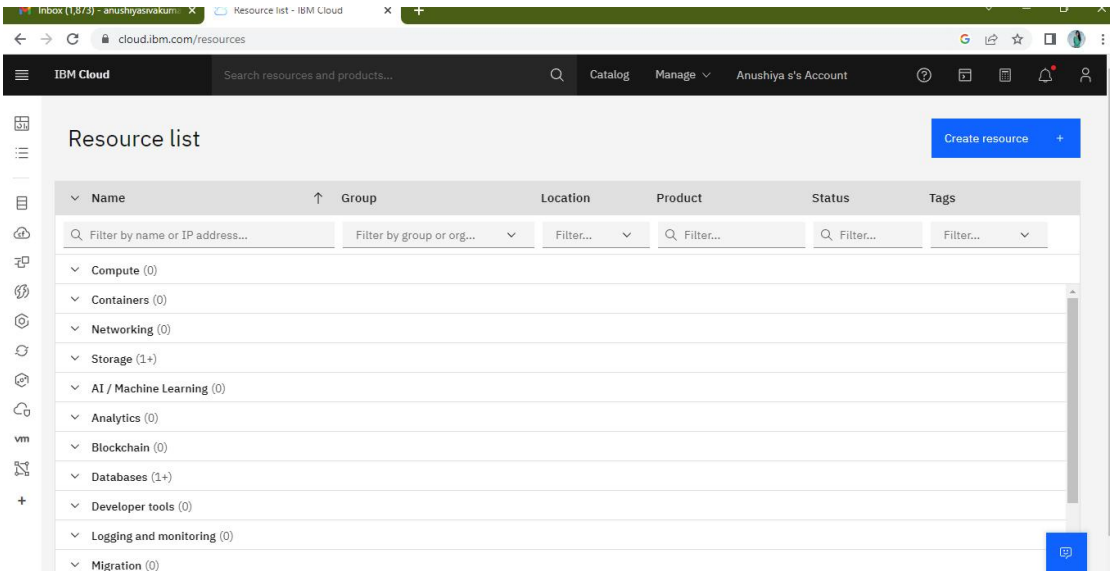 Inbox (1,873) - anushiyasivakum
Resource list - IBM Cloud
cloud.ibm.com/resources
IBM Cloud
Search resources and products...
Catalog
Manage
Anushiya s's Account
Resource list
Create resource +
Name Group Location Product Status Tags
Filter by name or IP address... Filter by group or org... Filter... Filter... Filter... Filter...
Compute (0)
Containers (0)
Networking (0)
Storage (1+)
AI / Machine Learning (0)
Analytics (0)
vm
Blockchain (0)
Databases (1+)
Developer tools (0)
Logging and monitoring (0)
Migration (0)